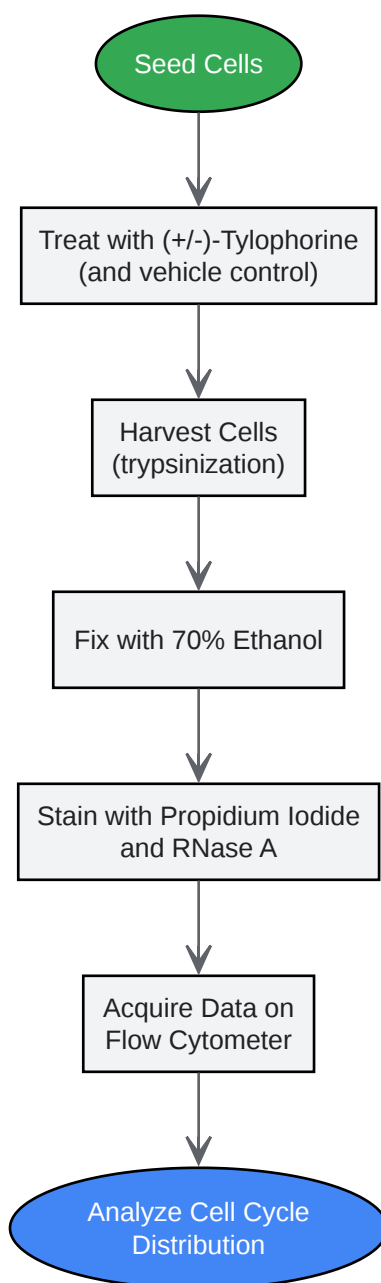 Seed Cells
Treat with (+/-)-Tylophorine
(and vehicle control)
Harvest Cells
(trypsinization)
Fix with 70% Ethanol
Stain with Propidium Iodide
and RNase A
Acquire Data on
Flow Cytometer
Analyze Cell Cycle
Distribution